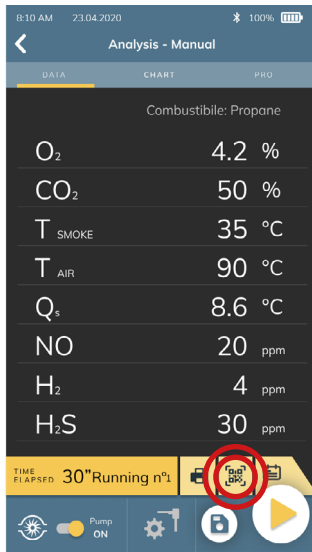 8:10 AM 23.04.2020 100%
Analysis - Manual
DATA CHART PRO
Combustibile: Propane
O₂ 4.2 %
CO₂ 50 %
T SMOKE 35 °C
T AIR 90 °C
Qs 8.6 °C
NO 20 ppm
H₂ 4 ppm
H₂S 30 ppm
TIME
ELAPSED 30” Running nº1
Pump
ON